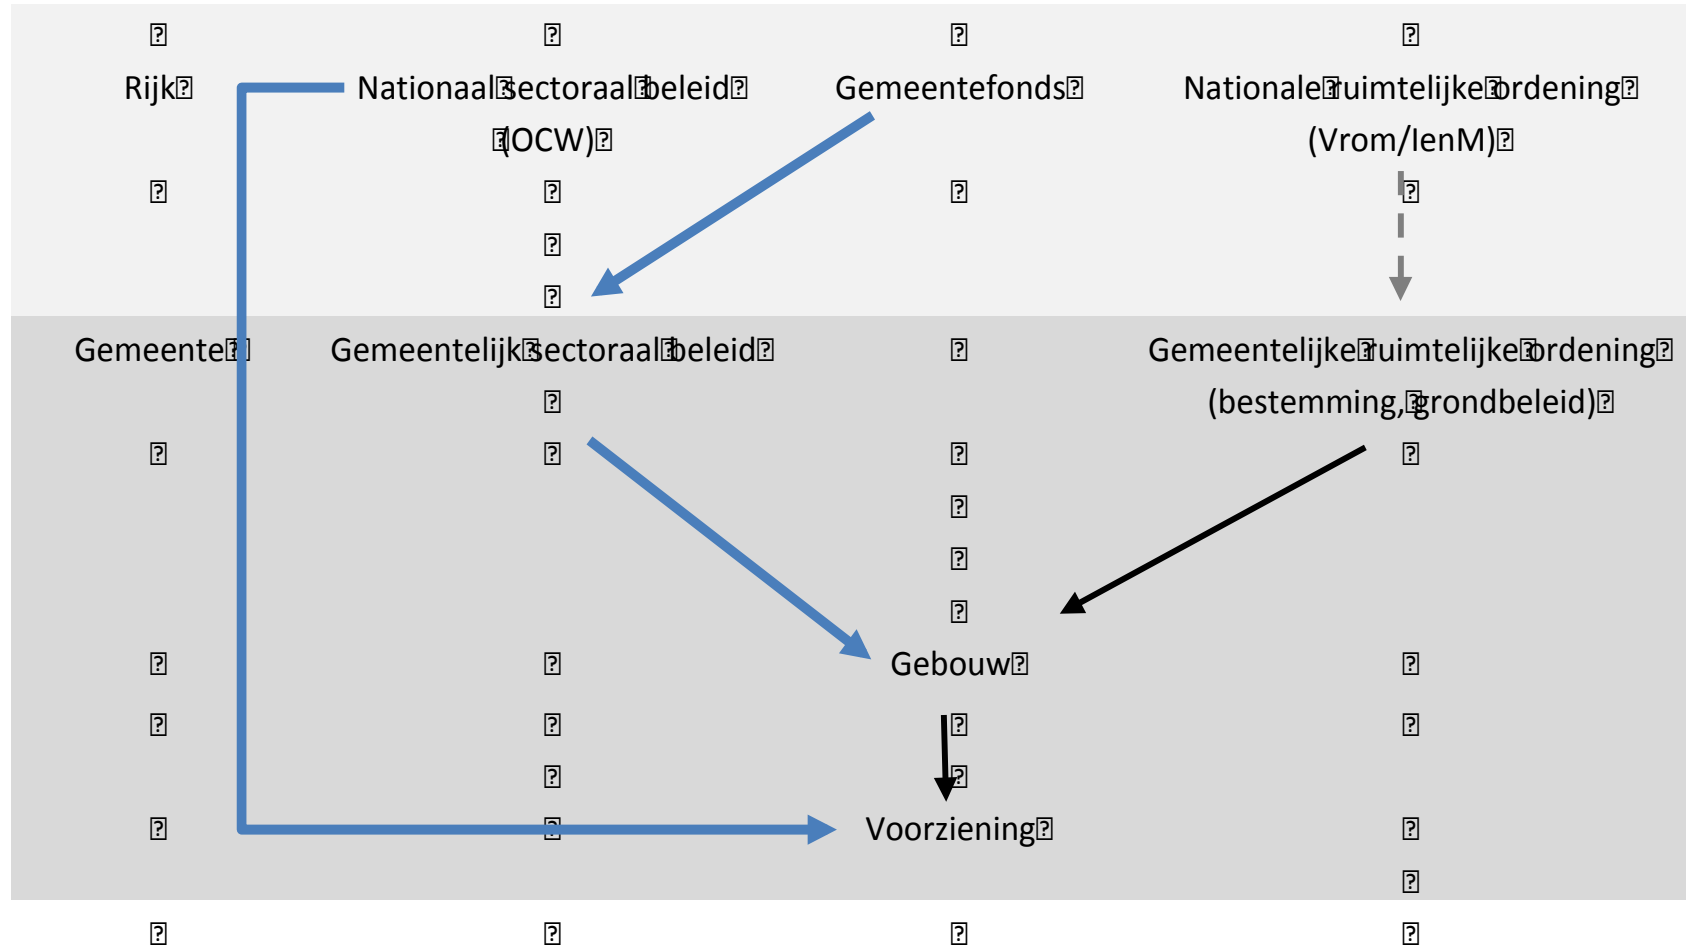 Rijk Nationaal sectoraal beleid Gemeentefonds Nationale ruimtelijke ordening
(OCW) (Vrom/IenM)
Gemeente Gemeentelijk sectoraal beleid Gemeentelijke ruimtelijke ordening
(bestemming, grondbeleid)
Gebouw
Voorziening